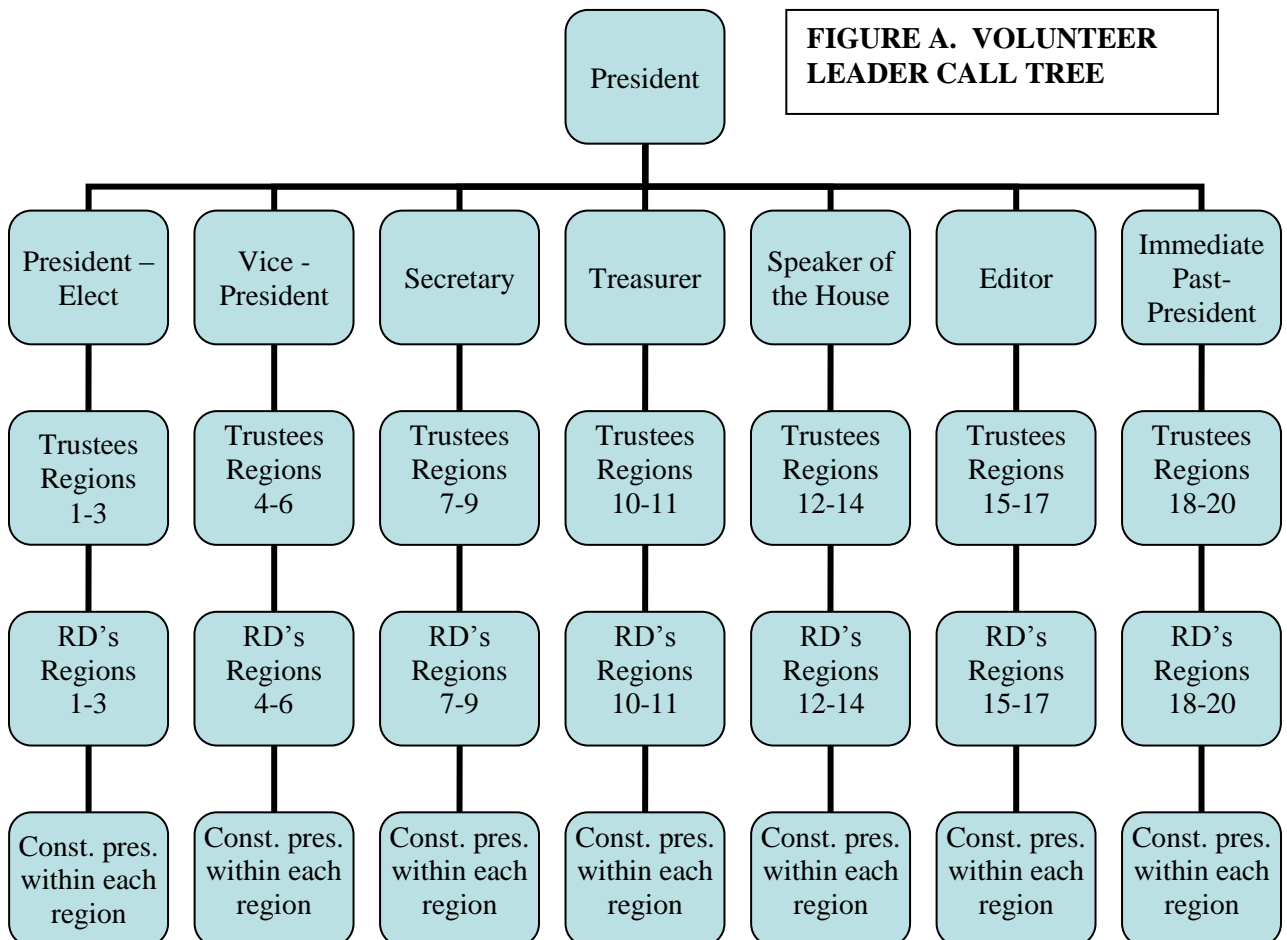 President
FIGURE A. VOLUNTEER
LEADER CALL TREE
President –
Elect
Vice -
President
Secretary
Treasurer
Speaker of
the House
Editor
Immediate
Past-
President
Trustees
Regions
1-3
Trustees
Regions
4-6
Trustees
Regions
7-9
Trustees
Regions
10-11
Trustees
Regions
12-14
Trustees
Regions
15-17
Trustees
Regions
18-20
RD’s
Regions
1-3
RD’s
Regions
4-6
RD’s
Regions
7-9
RD’s
Regions
10-11
RD’s
Regions
12-14
RD’s
Regions
15-17
RD’s
Regions
18-20
Const. pres.
within each
region
Const. pres.
within each
region
Const. pres.
within each
region
Const. pres.
within each
region
Const. pres.
within each
region
Const. pres.
within each
region
Const. pres.
within each
region